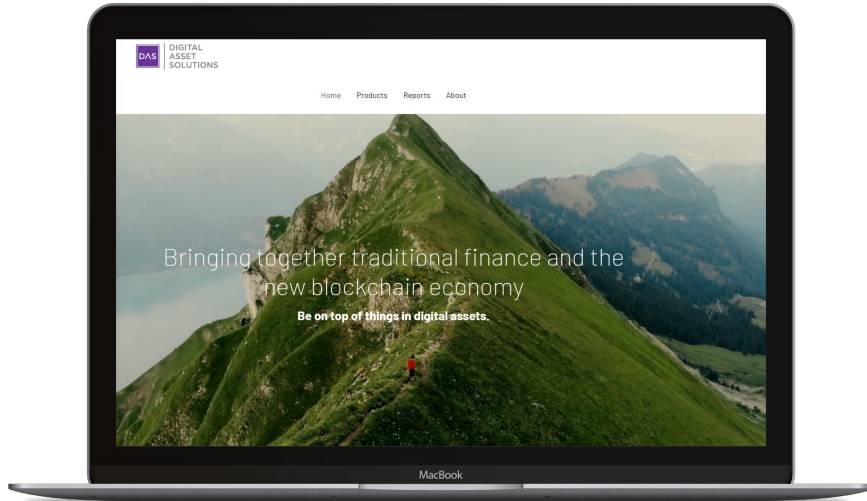 DAS
DIGITAL
ASSET
SOLUTIONS
Home Products Reports About
Bringing together traditional finance and the
new blockchain economy
Be on top of things in digital assets.
MacBook